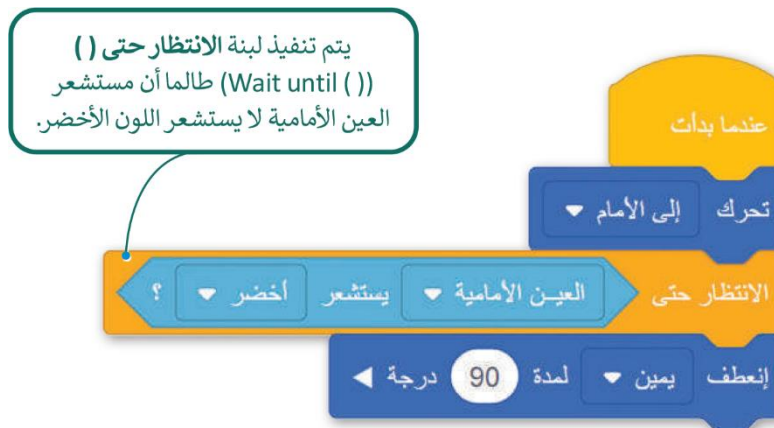 يتم تنفيذ لبنة الانتظار حتى ( )
(Wait until ( )) طالما أن مستشعر
العين الأمامية لا يستشعر اللون الأخضر.
عندما بدأت
تحرك إلى الأمام
الانتظار حتى العين الأمامية يستشعر أخضر ؟
إنعطف يمين لمدة 90 درجة